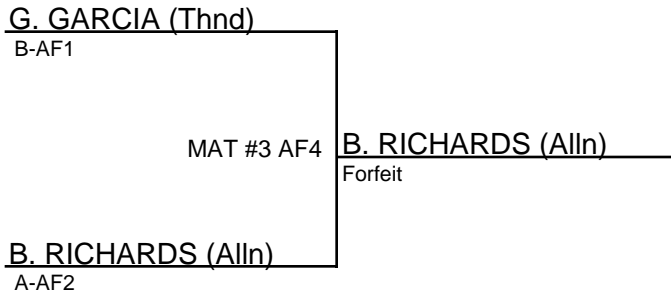 G. GARCIA (Thnd)
B-AF1
MAT #3 AF4
B. RICHARDS (Alln)
Forfeit
B. RICHARDS (Alln)
A-AF2